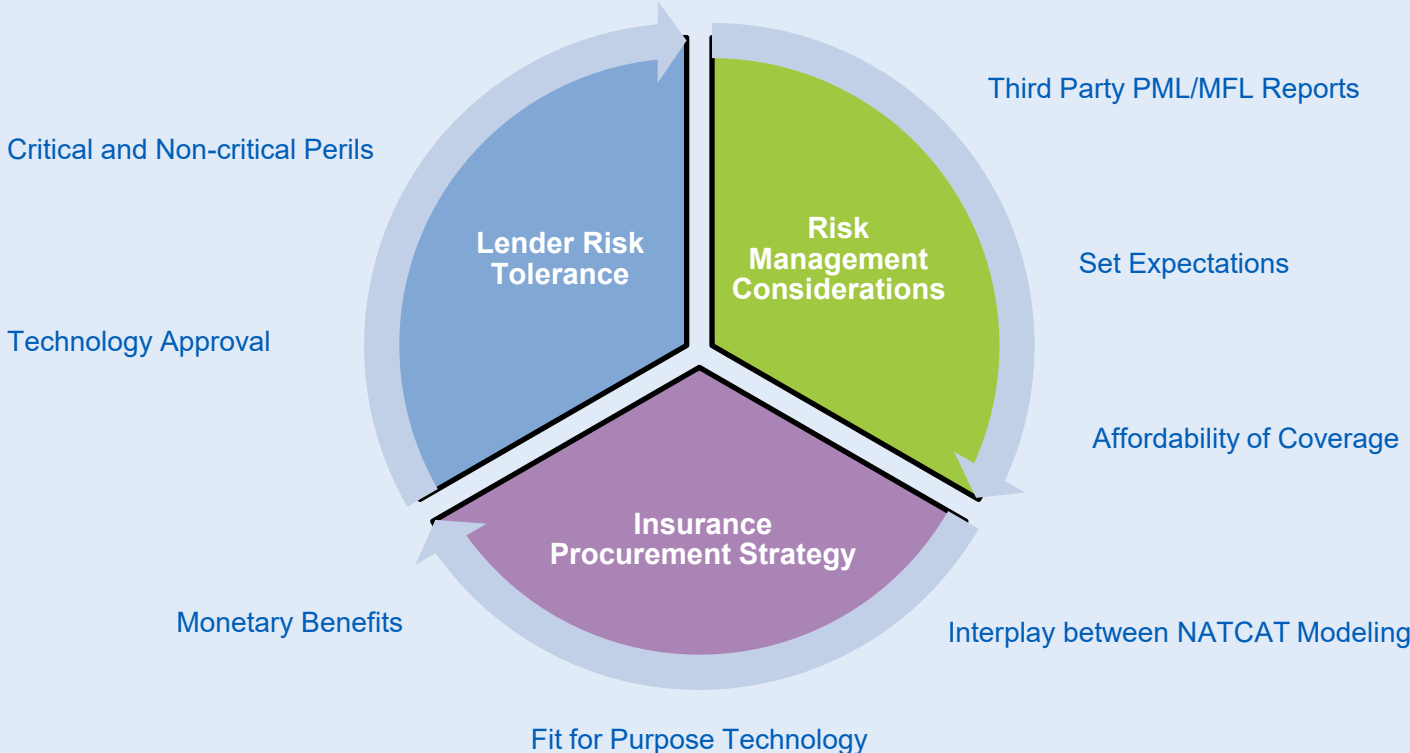 Third Party PML/MFL Reports
Critical and Non-critical Perils
Lender Risk
Tolerance
Risk
Management
Considerations
Set Expectations
Technology Approval
Affordability of Coverage
Insurance
Procurement Strategy
Monetary Benefits
Interplay between NATCAT Modeling
Fit for Purpose Technology